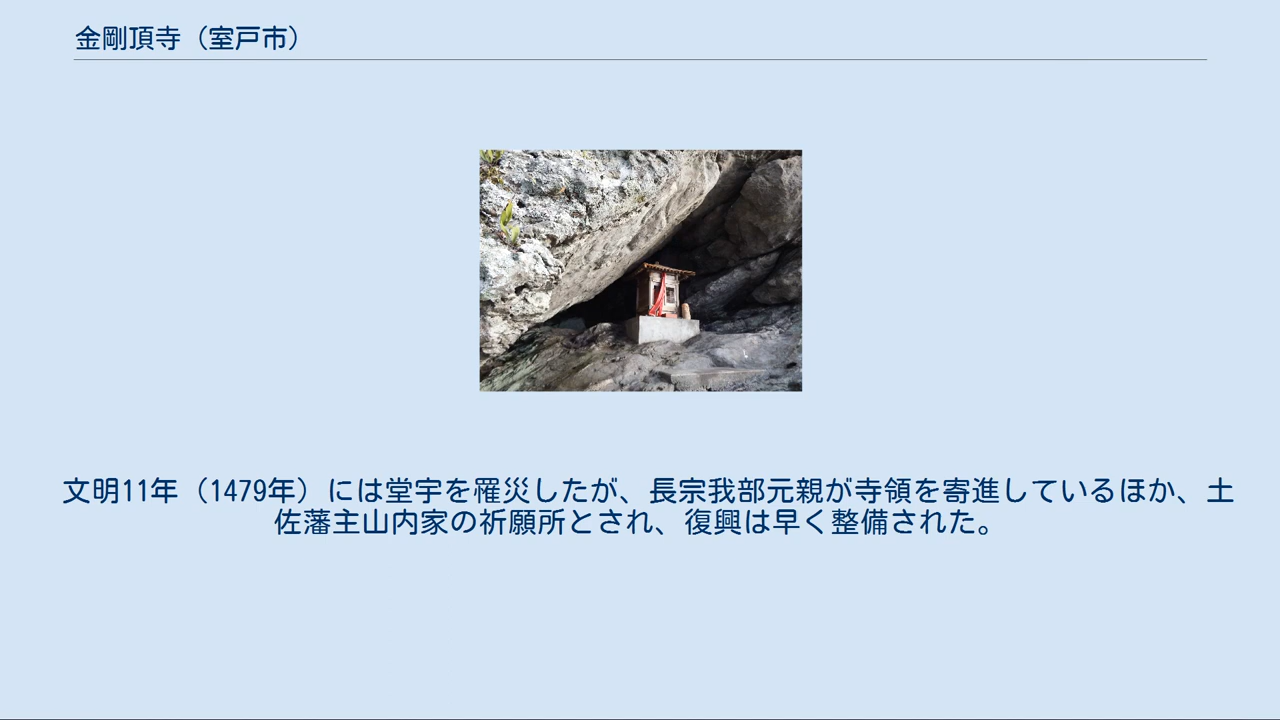 金剛頂寺（室戸市）
文明11年（1479年）には堂宇を罹災したが、長宗我部元親が寺領を寄進しているほか、土
佐藩主山内家の祈願所とされ、復興は早く整備された。